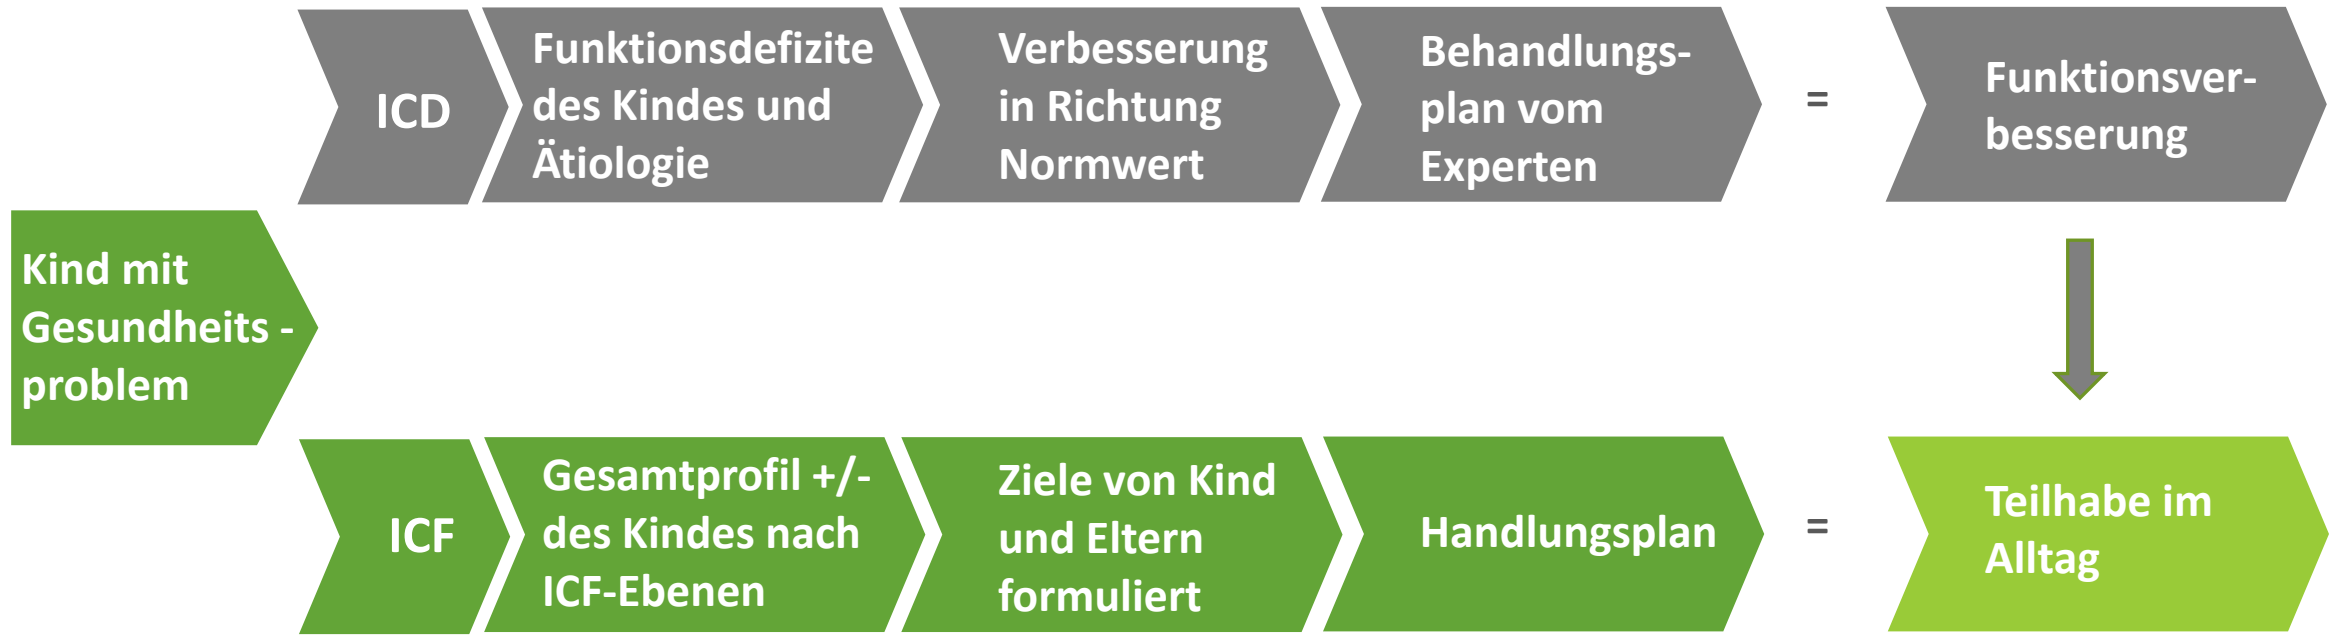 Kind mit
Gesundheits -
problem
ICD
Funktionsdefizite
des Kindes und
Ätiologie
Verbesserung
in Richtung
Normwert
Behandlungs-
plan vom
Experten
=
Funktionsver-
besserung
ICF
Gesamtprofil +/-
des Kindes nach
ICF-Ebenen
Ziele von Kind
und Eltern
formuliert
Handlungsplan
=
Teilhabe im
Alltag